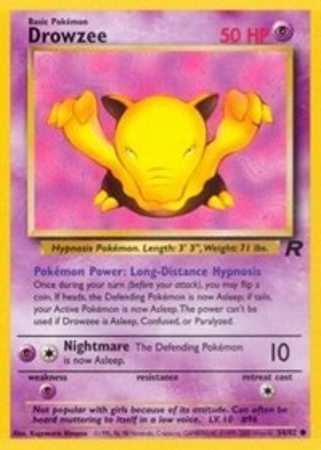 Basic Pokémon
Drowzee 50 HP
Hypnosis Pokémon. Length: 3' 3", Weight: 71 lbs.
R
Pokémon Power: Long-Distance Hypnosis
Once during your turn (before your attack), you may flip a
coin. If heads, the Defending Pokémon is now Asleep; if tails,
your Active Pokémon is now Asleep. The power can't be
used if Drowzee is Asleep, Confused, or Paralyzed.
Nightmare The Defending Pokémon 10
is now Asleep.
weakness resistance retreat cost
Not popular with girls because of its attitude. Can often be
heard muttering to itself in a low voice. LV. 10 #96
Illus. Kagemaru Himeno 54/82